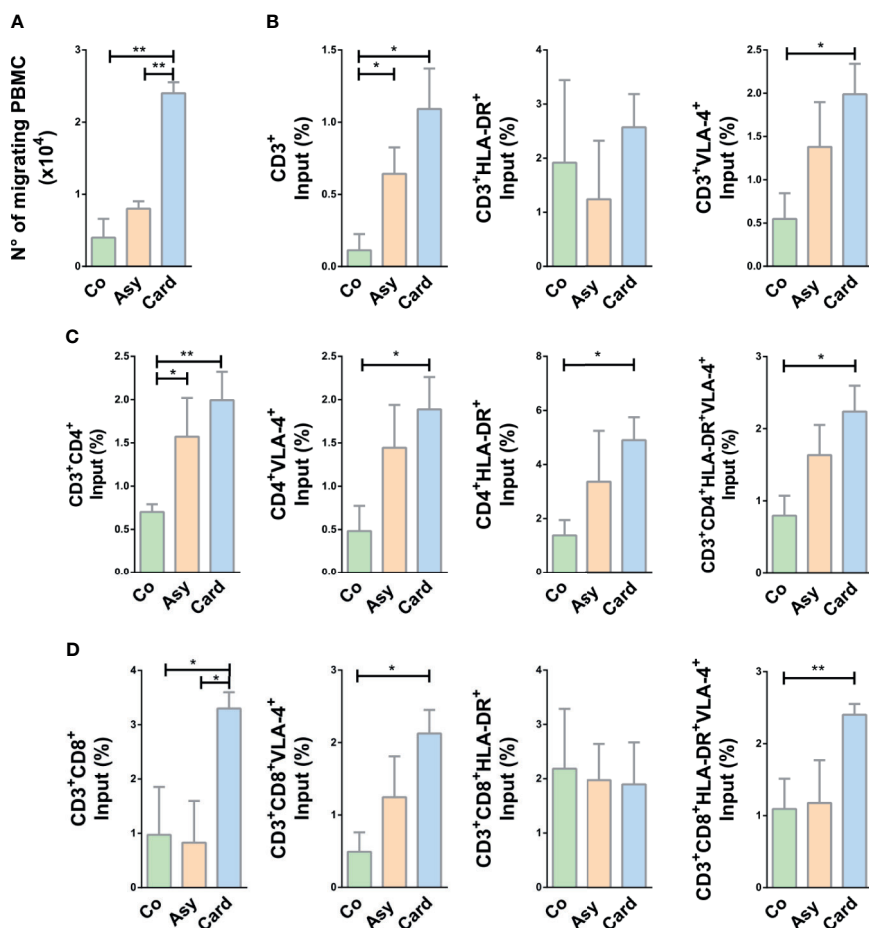 A
N° of migrating PBMC
(x10⁴)
3
2
1
0
**
**
Co
Asy
Card
B
CD3⁺
Input (%)
1.5
1.0
0.5
0.0
*
*
Co
Asy
Card
CD3⁺HLA-DR⁺
Input (%)
4
3
2
1
0
Co
Asy
Card
CD3⁺VLA-4⁺
Input (%)
2.5
2.0
1.5
1.0
0.5
0.0
*
Co
Asy
Card
C
CD3⁺CD4⁺
Input (%)
2.5
2.0
1.5
1.0
0.5
0.0
**
*
Co
Asy
Card
CD4⁺VLA-4⁺
Input (%)
2.5
2.0
1.5
1.0
0.5
0.0
*
Co
Asy
Card
CD4⁺HLA-DR⁺
Input (%)
8
6
4
2
0
*
Co
Asy
Card
CD3⁺CD4⁺HLA-DR⁺VLA-4⁺
Input (%)
3
2
1
0
*
Co
Asy
Card
D
CD3⁺CD8⁺
Input (%)
4
3
2
1
0
*
*
Co
Asy
Card
CD3⁺CD8⁺VLA-4⁺
Input (%)
3
2
1
0
*
Co
Asy
Card
CD3⁺CD8⁺HLA-DR⁺
Input (%)
4
3
2
1
0
Co
Asy
Card
CD3⁺CD8⁺HLA-DR⁺VLA-4⁺
Input (%)
3
2
1
0
**
Co
Asy
Card